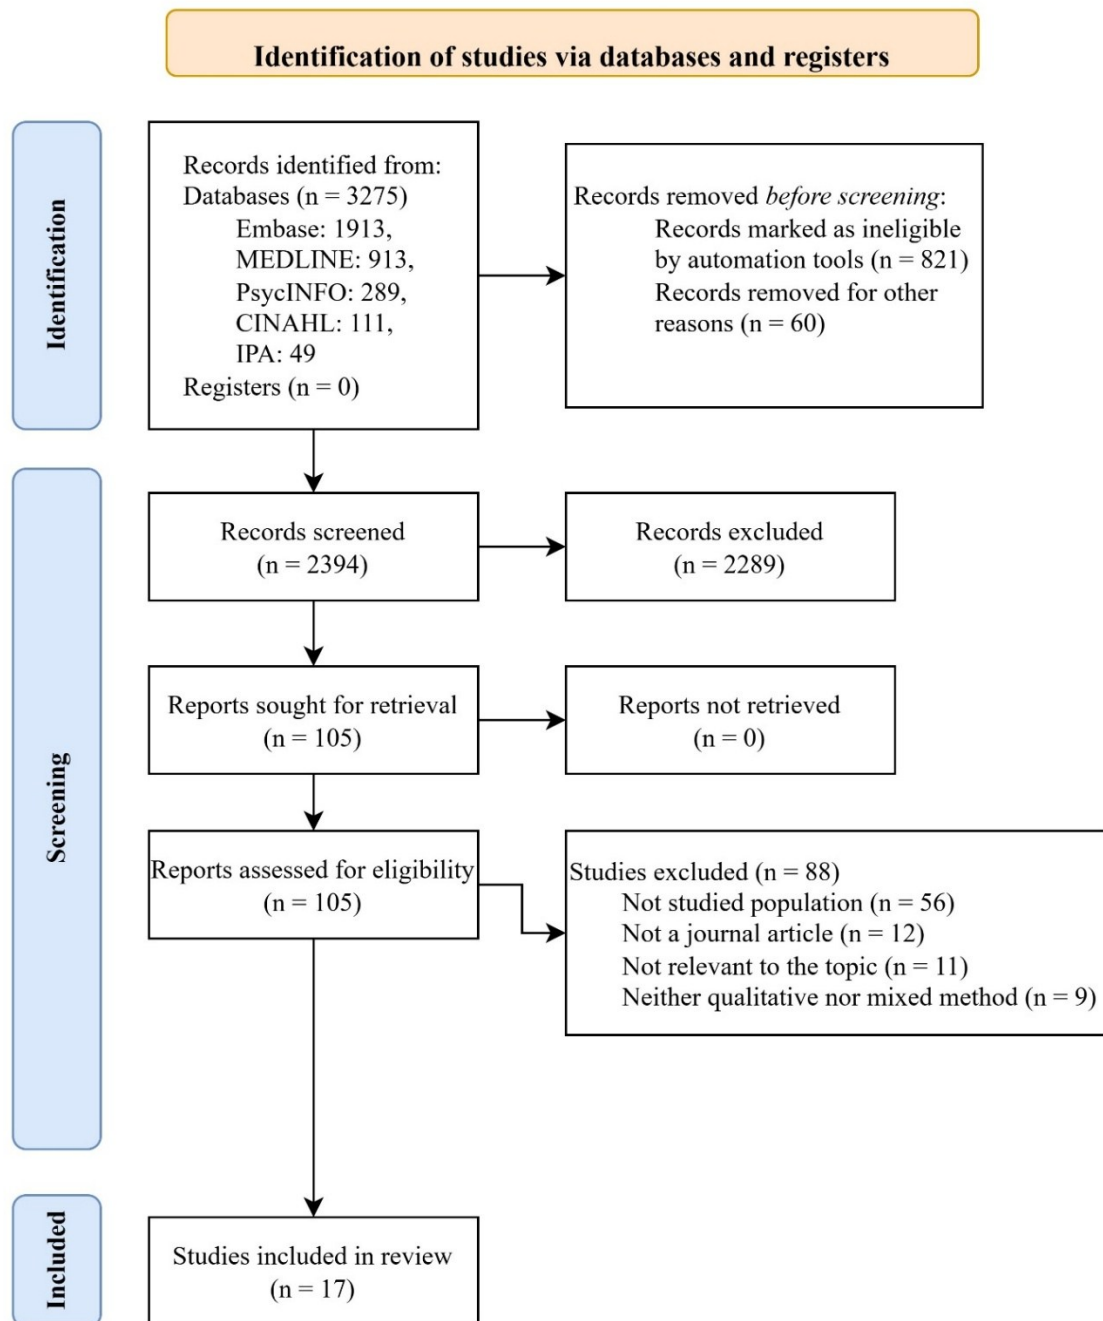 Identification of studies via databases and registers
Identification
Records identified from:
Databases (n = 3275)
Embase: 1913,
MEDLINE: 913,
PsycINFO: 289,
CINAHL: 111,
IPA: 49
Registers (n = 0)
Records removed before screening:
Records marked as ineligible
by automation tools (n = 821)
Records removed for other
reasons (n = 60)
Screening
Records screened
(n = 2394)
Records excluded
(n = 2289)
Reports sought for retrieval
(n = 105)
Reports not retrieved
(n = 0)
Reports assessed for eligibility
(n = 105)
Studies excluded (n = 88)
Not studied population (n = 56)
Not a journal article (n = 12)
Not relevant to the topic (n = 11)
Neither qualitative nor mixed method (n = 9)
Included
Studies included in review
(n = 17)